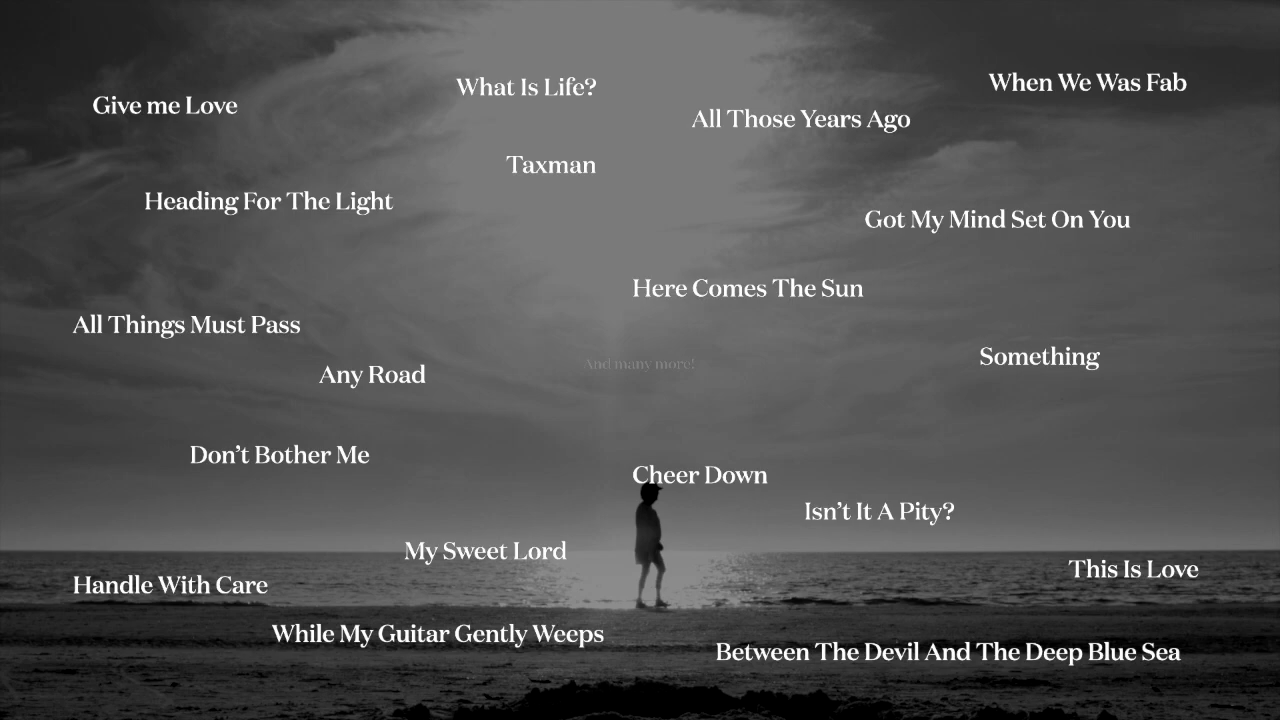 When We Was Fab
What Is Life?
Give me Love
All Those Years Ago
Taxman
Heading For The Light
Got My Mind Set On You
Here Comes The Sun
All Things Must Pass
Something
And many more!
Any Road
Don’t Bother Me
Cheer Down
Isn’t It A Pity?
My Sweet Lord
This Is Love
Handle With Care
While My Guitar Gently Weeps
Between The Devil And The Deep Blue Sea